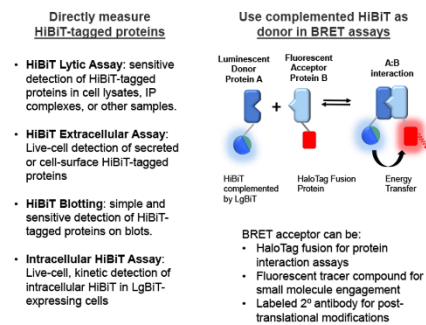 Directly measure
HiBiT-tagged proteins
• HiBiT Lytic Assay: sensitive
detection of HiBiT-tagged
proteins in cell lysates, IP
complexes, or other samples.
• HiBiT Extracellular Assay:
Live-cell detection of secreted
or cell-surface HiBiT-tagged
proteins
• HiBiT Blotting: simple and
sensitive detection of HiBiT-
tagged proteins on blots.
• Intracellular HiBiT Assay:
Live-cell, kinetic detection of
intracellular HiBiT in LgBiT-
expressing cells
Use complemented HiBiT as
donor in BRET assays
Luminescent
Donor
Protein A
Fluorescent
Acceptor
Protein B
A:B
interaction
+
HiBiT
complemented
by LgBiT
HaloTag Fusion
Protein
Energy
Transfer
BRET acceptor can be:
• HaloTag fusion for protein
interaction assays
• Fluorescent tracer compound for
small molecule engagement
• Labeled 2º antibody for post-
translational modifications